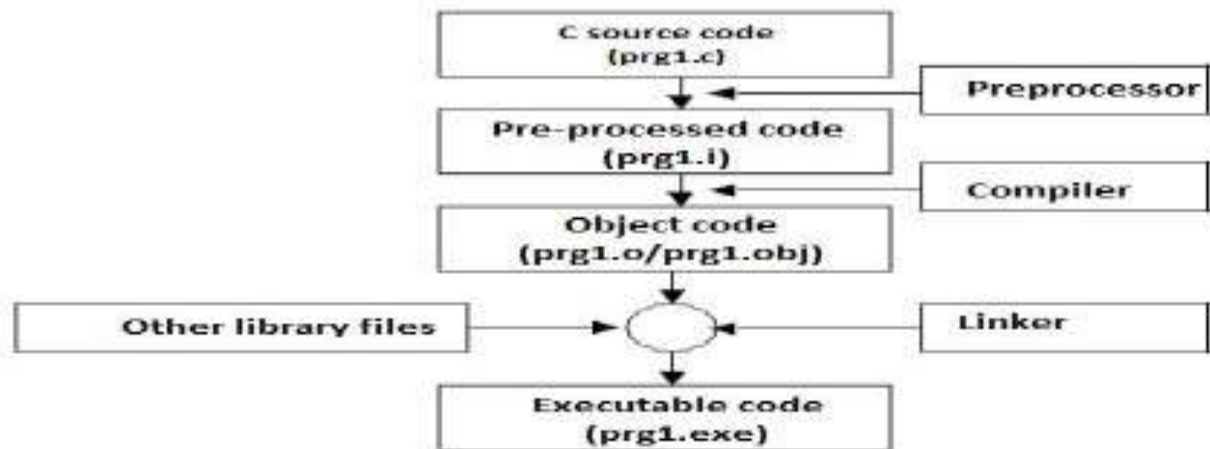 C source code
(prg1.c)
Preprocessor
Pre-processed code
(prg1.i)
Compiler
Object code
(prg1.o/prg1.obj)
Other library files
Linker
Executable code
(prg1.exe)